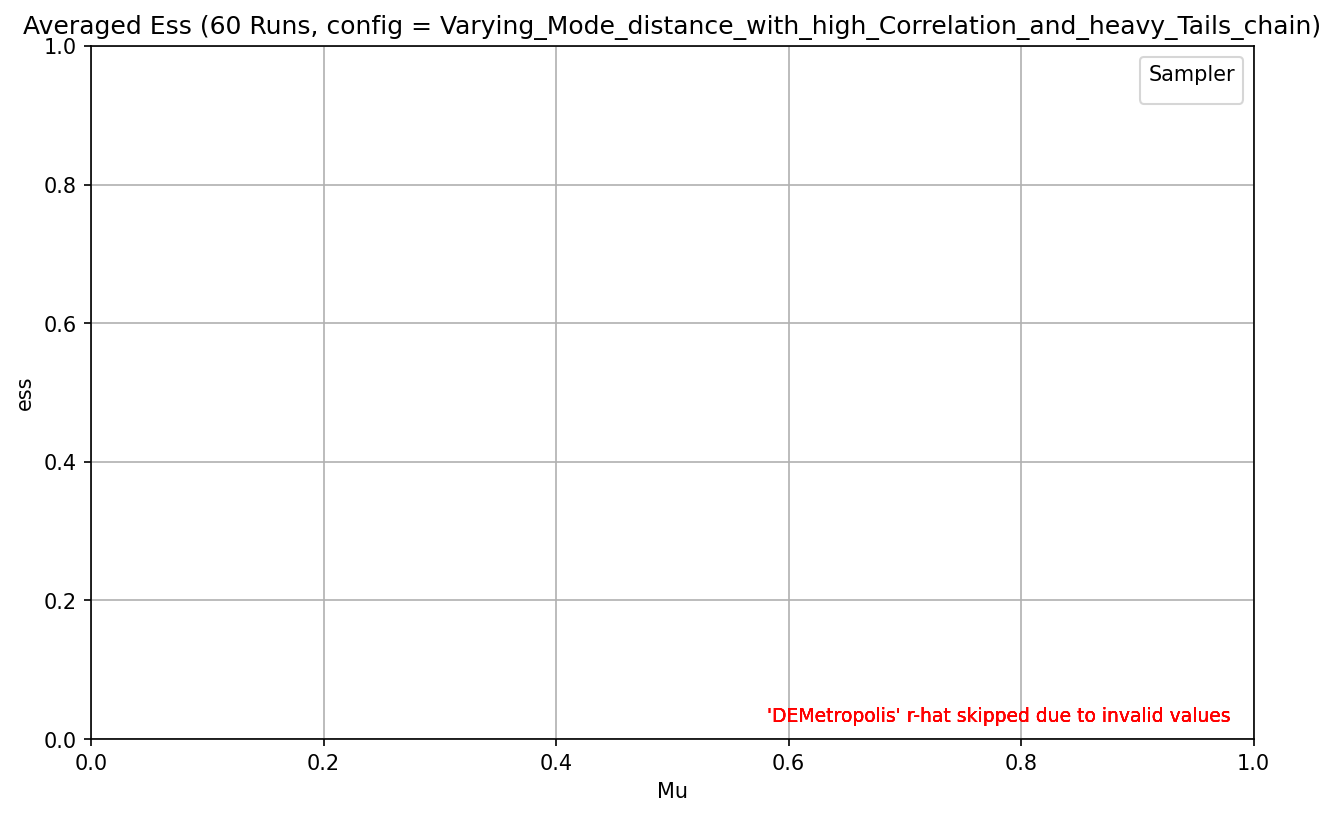 Averaged Ess (60 Runs, config = Varying_Mode_distance_with_high_Correlation_and_heavy_Tails_chain)
1.0
Sampler
0.8
0.6
ess
0.4
0.2
'DEMetropolis' r-hat skipped due to invalid values
0.0
0.0 0.2 0.4 0.6 0.8 1.0
Mu